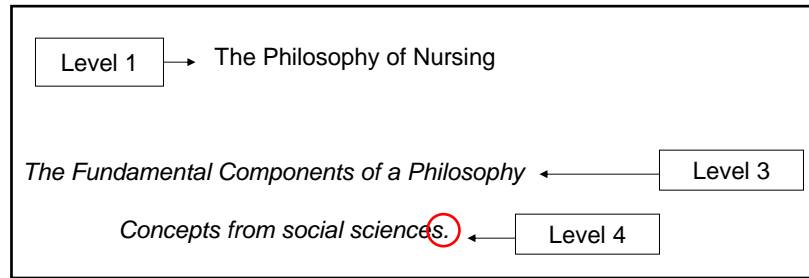 Level 1 The Philosophy of Nursing
The Fundamental Components of a Philosophy Level 3
Concepts from social sciences. Level 4